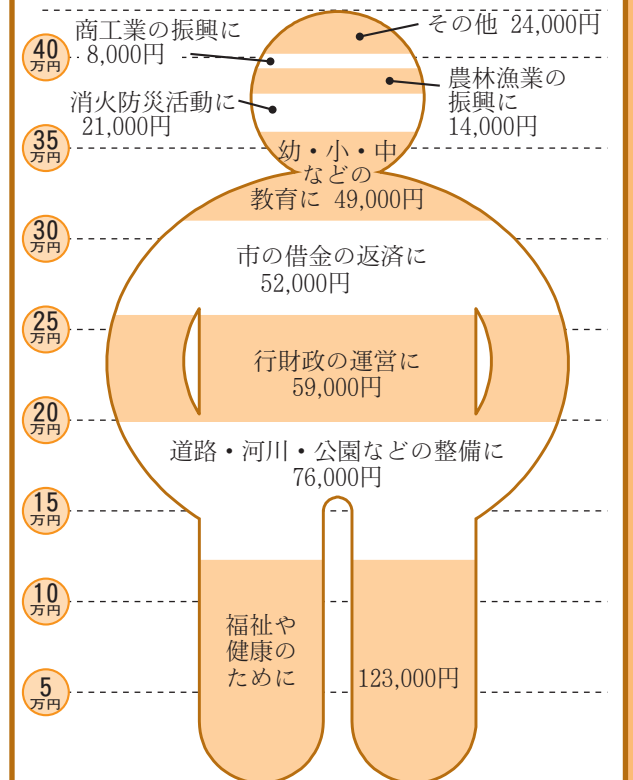 その他 24,000円
商工業の振興に
8,000円
40
万円
農林漁業の
振興に
14,000円
消火防災活動に
21,000円
35
万円
幼・小・中
などの
教育に 49,000円
30
万円
市の借金の返済に
52,000円
25
万円
行財政の運営に
59,000円
20
万円
道路・河川・公園などの整備に
76,000円
15
万円
10
万円
福祉や
健康の
ために
123,000円
5
万円